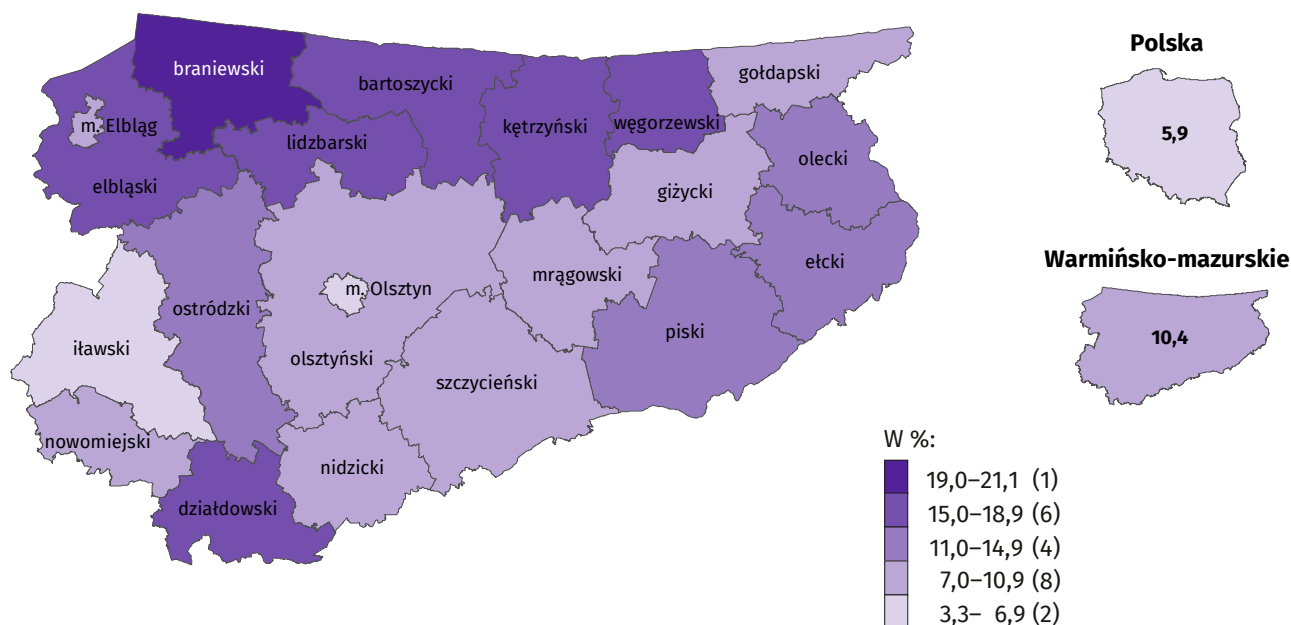 Polska
braniewski
gołdapski
bartoszycki
m. Elbląg
kętrzyński
węgorzewski
5,9
lidzbarski
olecki
elbląski
giżycki
Warmińsko-mazurskie
ełcki
mrągowski
m. Olsztyn
ostródzki
10,4
iławski
piski
olsztyński
szczycieński
nowomiejski
W %:
nidzicki
19,0–21,1 (1)
działdowski
15,0–18,9 (6)
11,0–14,9 (4)
7,0–10,9 (8)
3,3– 6,9 (2)